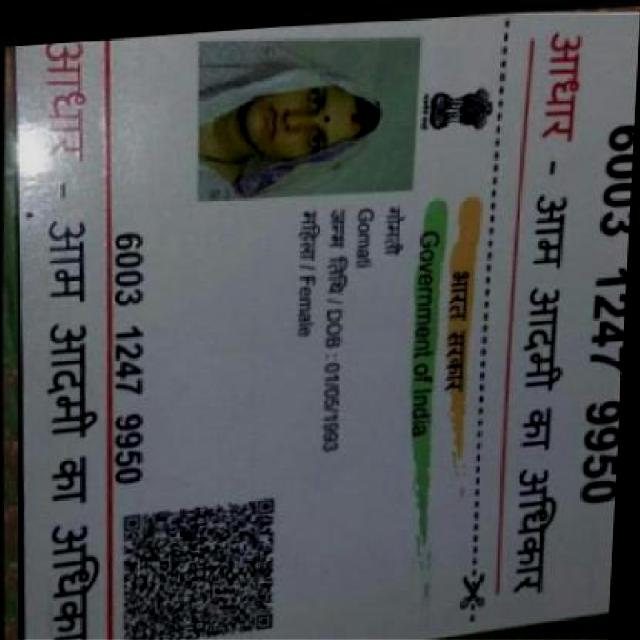 6003 1247 9950
आधार - आम आदमी का अधिकार
भारत सरकार
Government of India
गोमती
Gomati
जन्म तिथि / DOB : 01/05/1993
महिला / Female
6003 1247 9950
आधार - आम आदमी का अधिका